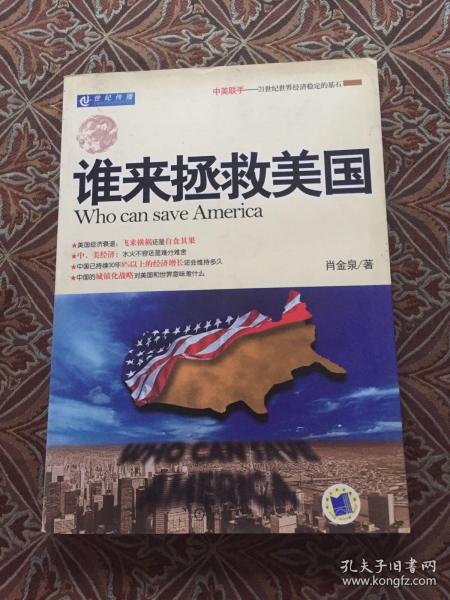 世纪传播
中美联手——21世纪世界经济稳定的基石
谁来拯救美国
Who can save America
★美国经济衰退：飞来横祸还是自食其果
★中、美经济：水火不容还是难分难舍
★中国已持续30年8%以上的经济增长还会维持多久
★中国的城镇化战略对美国和世界意味着什么
肖金泉/著
WHO CAN SAVE
AMERICA
孔夫子旧书网
www.kongfz.com